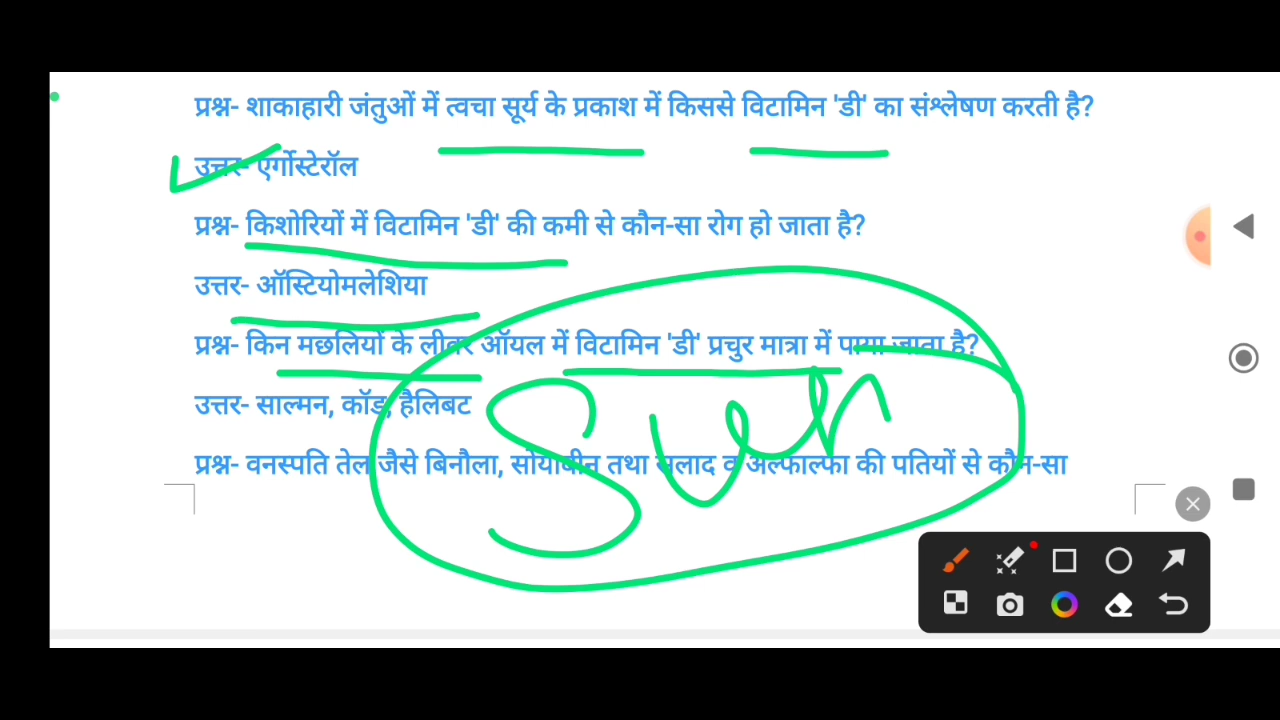 प्रश्न- शाकाहारी जंतुओं में त्वचा सूर्य के प्रकाश में किससे विटामिन 'डी' का संश्लेषण करती है?
उत्तर- एर्गोस्टेरॉल
प्रश्न- किशोरियों में विटामिन 'डी' की कमी से कौन-सा रोग हो जाता है?
उत्तर- ऑस्टियोमलेशिया
प्रश्न- किन मछलियों के लीवर ऑयल में विटामिन 'डी' प्रचुर मात्रा में पाया जाता है?
उत्तर- साल्मन, कॉड, हैलिबट
Sun
प्रश्न- वनस्पति तेल जैसे बिनौला, सोयाबीन तथा सलाद व अल्फाल्फा की पतियों से कौन-सा